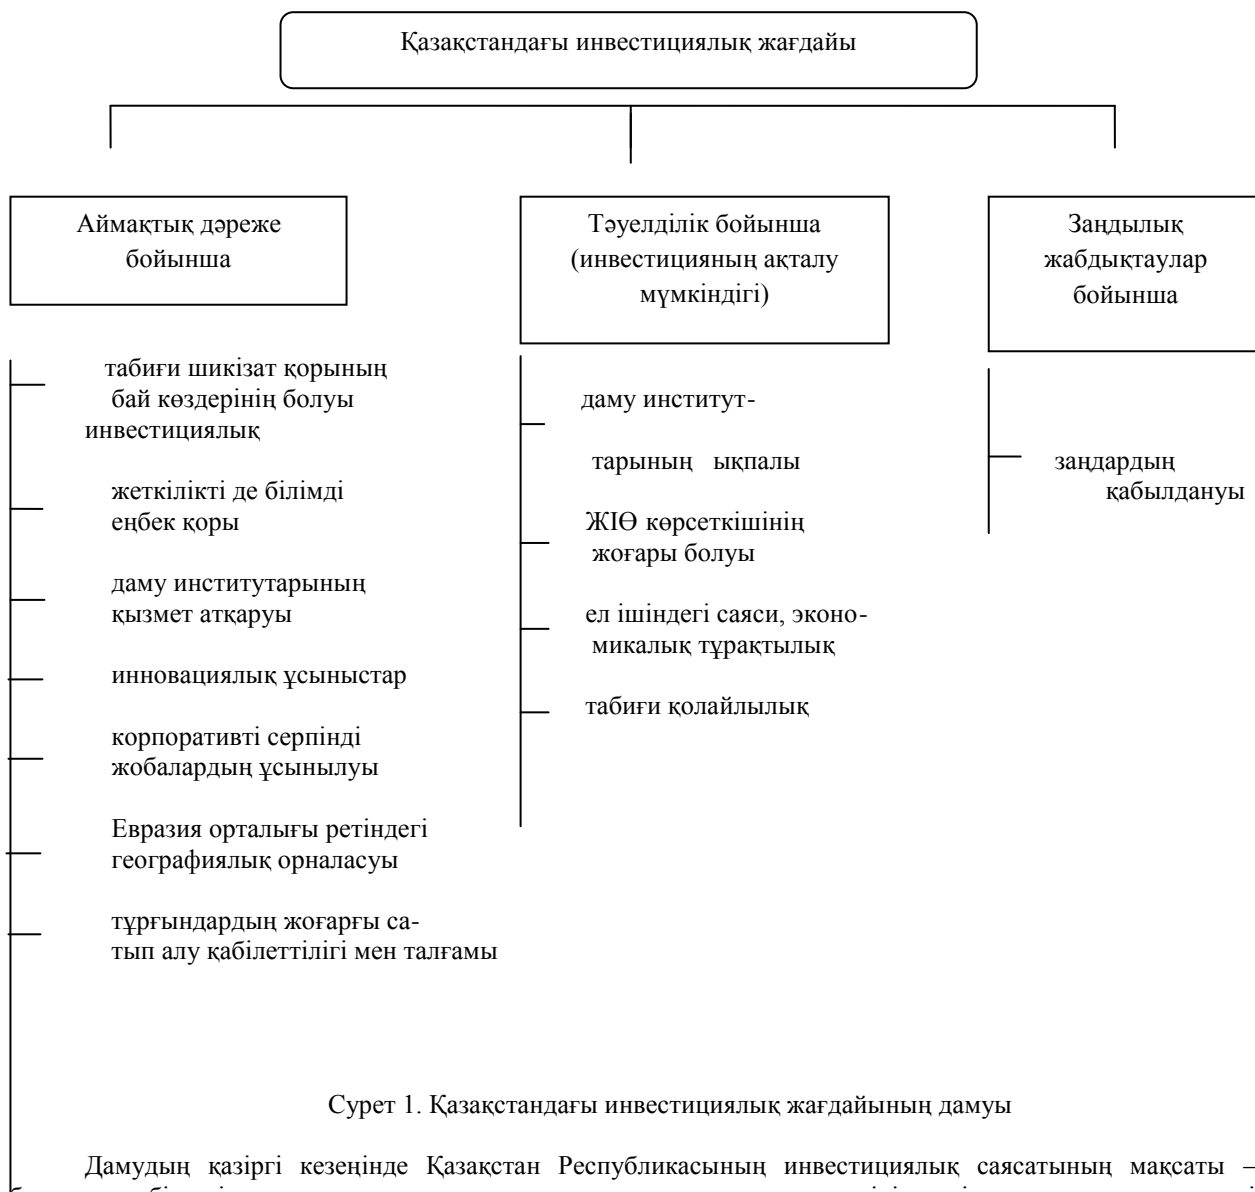 Қазақстандағы инвестициялық жағдайы
Аймақтық дәреже
бойынша
табиғи шикізат қорының
бай көздерінің болуы
инвестициялық
жеткілікті де білімді
еңбек қоры
даму институтарының
қызмет атқаруы
инновациялық ұсыныстар
корпоративті серпінді
жобалардың ұсынылуы
Евразия орталығы ретіндегі
географиялық орналасуы
тұрғындардың жоғарғы са-
тып алу қабілеттілігі мен талғамы
Тәуелділік бойынша
(инвестицияның ақталу
мүмкіндігі)
даму институт-
тарының ықпалы
ЖІӨ көрсеткішінің
жоғары болуы
ел ішіндегі саяси, эконо-
микалық тұрақтылық
табиғи қолайлылық
Заңдылық
жабдықтаулар
бойынша
заңдардың
қабылдануы
Сурет 1. Қазақстандағы инвестициялық жағдайының дамуы
Дамудың қазіргі кезеңінде Қазақстан Республикасының инвестициялық саясатының мақсаты –